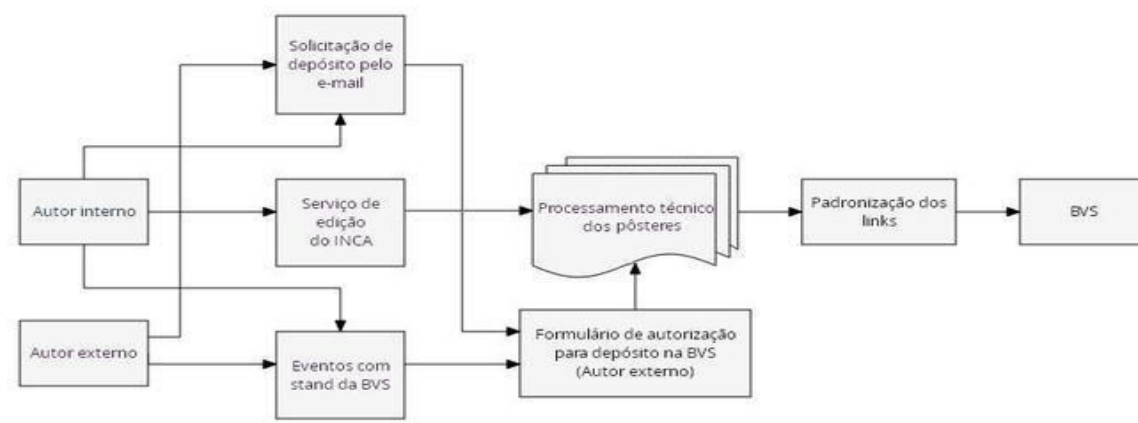 Solicitação de
depósito pelo
e-mail
Autor interno
Serviço de
edição
do INCA
Processamento técnico
dos pôsteres
Padronização dos
links
BVS
Autor externo
Eventos com
stand da BVS
Formulário de autorização
para depósito na BVS
(Autor externo)